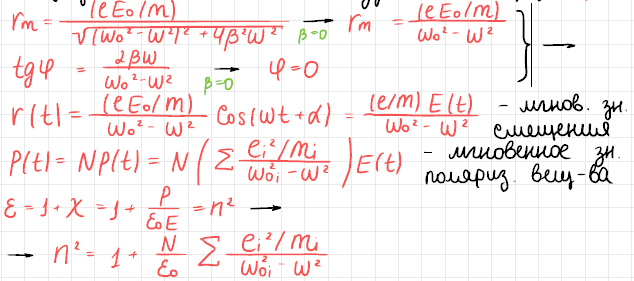 rm = (eE₀/m) / √((ω₀² - ω²)² + 4β²ω²) → β=0 rm = (eE₀/m) / (ω₀² - ω²) } →
tgφ = 2βω / (ω₀² - ω²) → β=0 φ=0
r(t) = (eE₀/m) / (ω₀² - ω²) Cos(ωt + α) = (e/m) E(t) / (ω₀² - ω²) - мгнов. зн. смещения
P(t) = Np(t) = N ( Σ (eᵢ²/mᵢ) / (ω₀ᵢ² - ω²) ) E(t) - мгновенное зн. поляриз. вещ-ва
ε = 1 + χ = 1 + P / (ε₀E) = n² →
→ n² = 1 + N/ε₀ Σ (eᵢ²/mᵢ) / (ω₀ᵢ² - ω²)